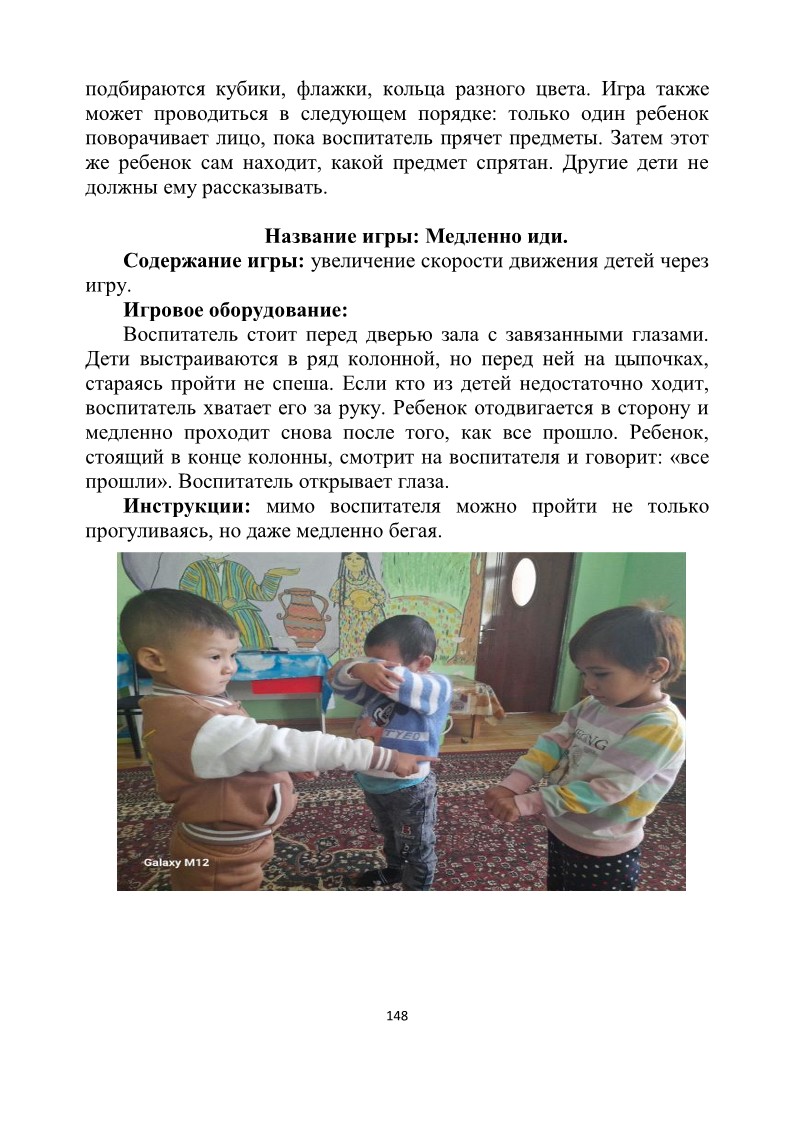 подбираются кубики, флажки, кольца разного цвета. Игра также
может проводиться в следующем порядке: только один ребенок
поворачивает лицо, пока воспитатель прячет предметы. Затем этот
же ребенок сам находит, какой предмет спрятан. Другие дети не
должны ему рассказывать.
Название игры: Медленно иди.
Содержание игры: увеличение скорости движения детей через
игру.
Игровое оборудование:
Воспитатель стоит перед дверью зала с завязанными глазами.
Дети выстраиваются в ряд колонной, но перед ней на цыпочках,
стараясь пройти не спеша. Если кто из детей недостаточно ходит,
воспитатель хватает его за руку. Ребенок отодвигается в сторону и
медленно проходит снова после того, как все прошло. Ребенок,
стоящий в конце колонны, смотрит на воспитателя и говорит: «все
прошли». Воспитатель открывает глаза.
Инструкции: мимо воспитателя можно пройти не только
прогуливаясь, но даже медленно бегая.
Galaxy M12
148